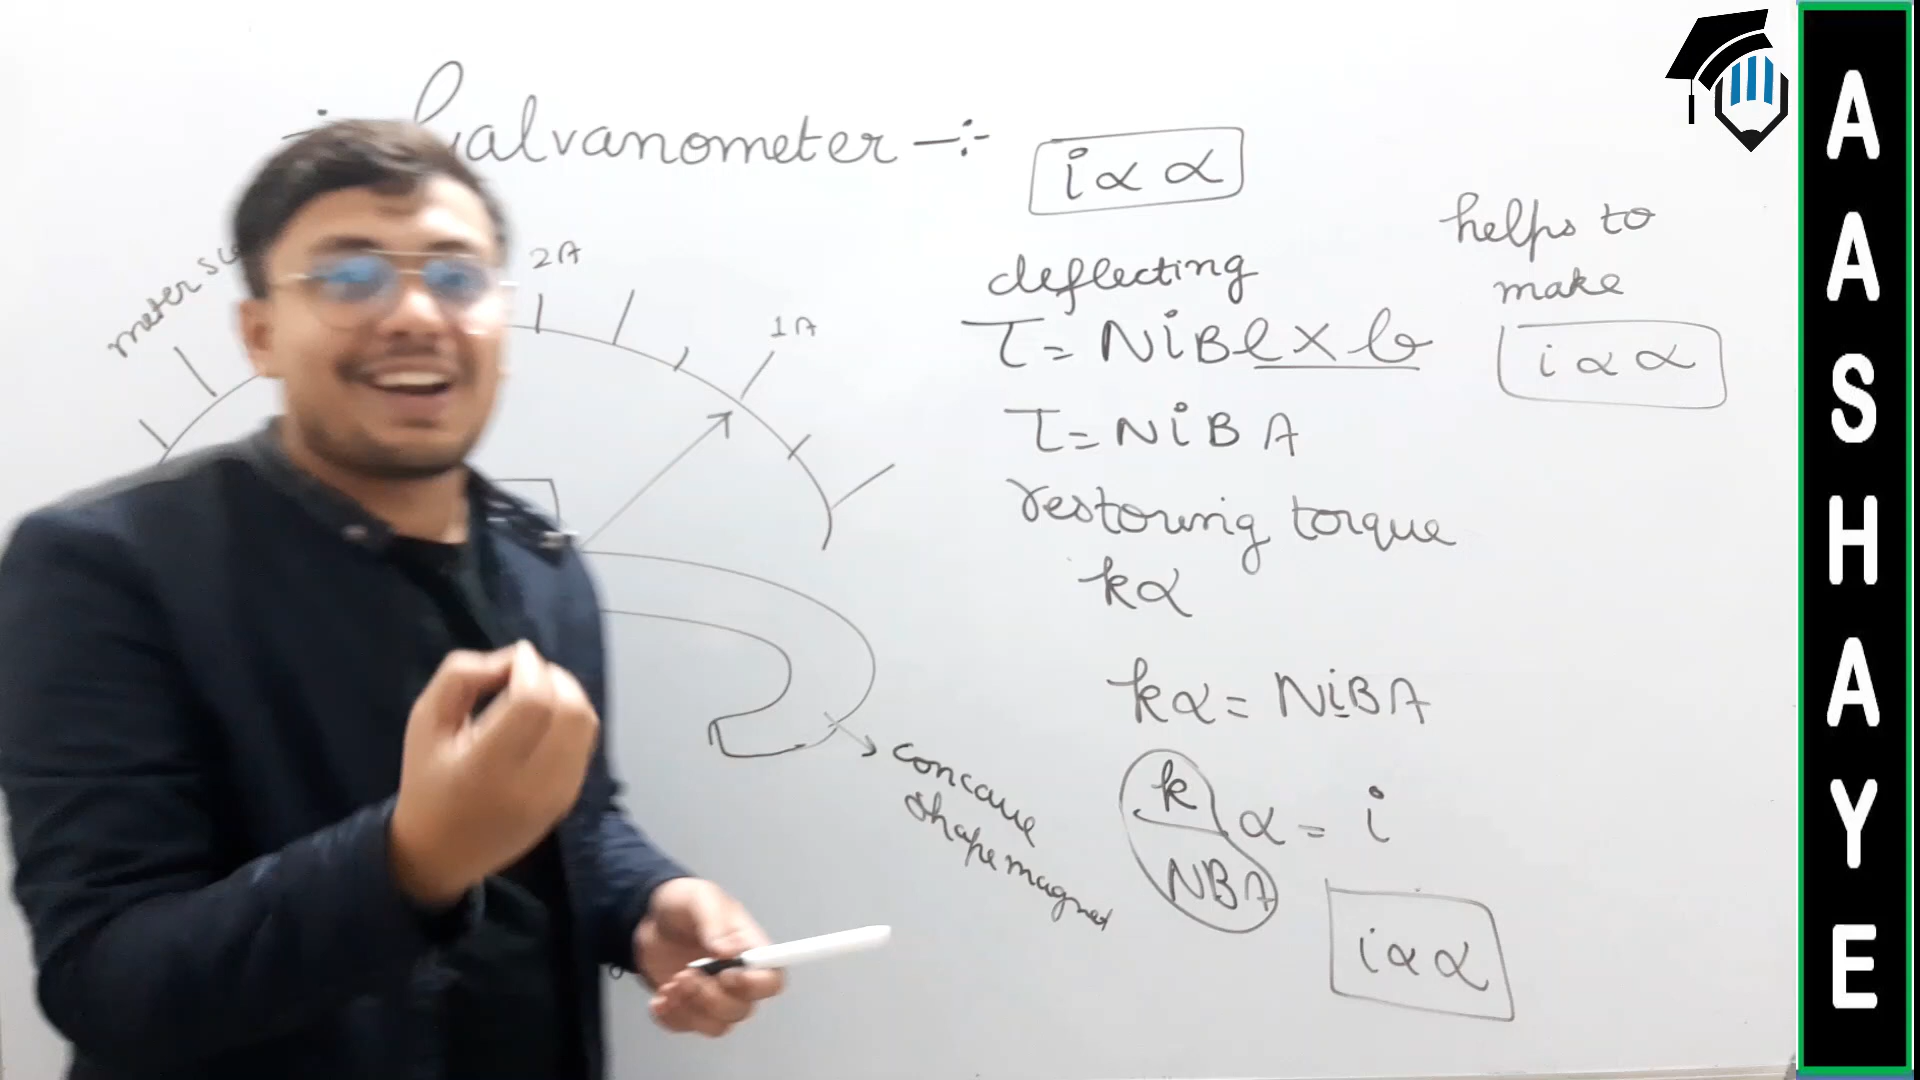 Galvanometer
i α α
meter
2A
1A
deflecting
τ = NiBl × b
τ = NiBA
restoring torque
kα
kα = NiBA
k
NBA
α = i
i α α
helps to
make
i α α
concave
shape magnet
AASHAYE